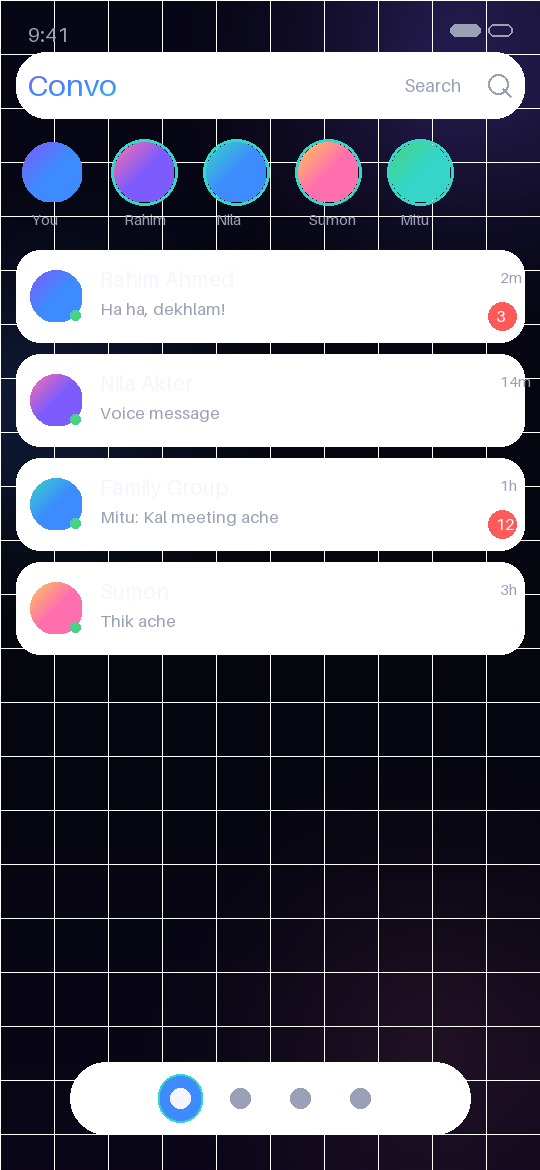 9:41
Convo Search
You Rahim Nila Sumon Mitu
Rahim Ahmed 2m
Ha ha, dekhlam! 3
Nila Akter 14m
Voice message
Family Group 1h
Mitu: Kal meeting ache 12
Sumon 3h
Thik ache